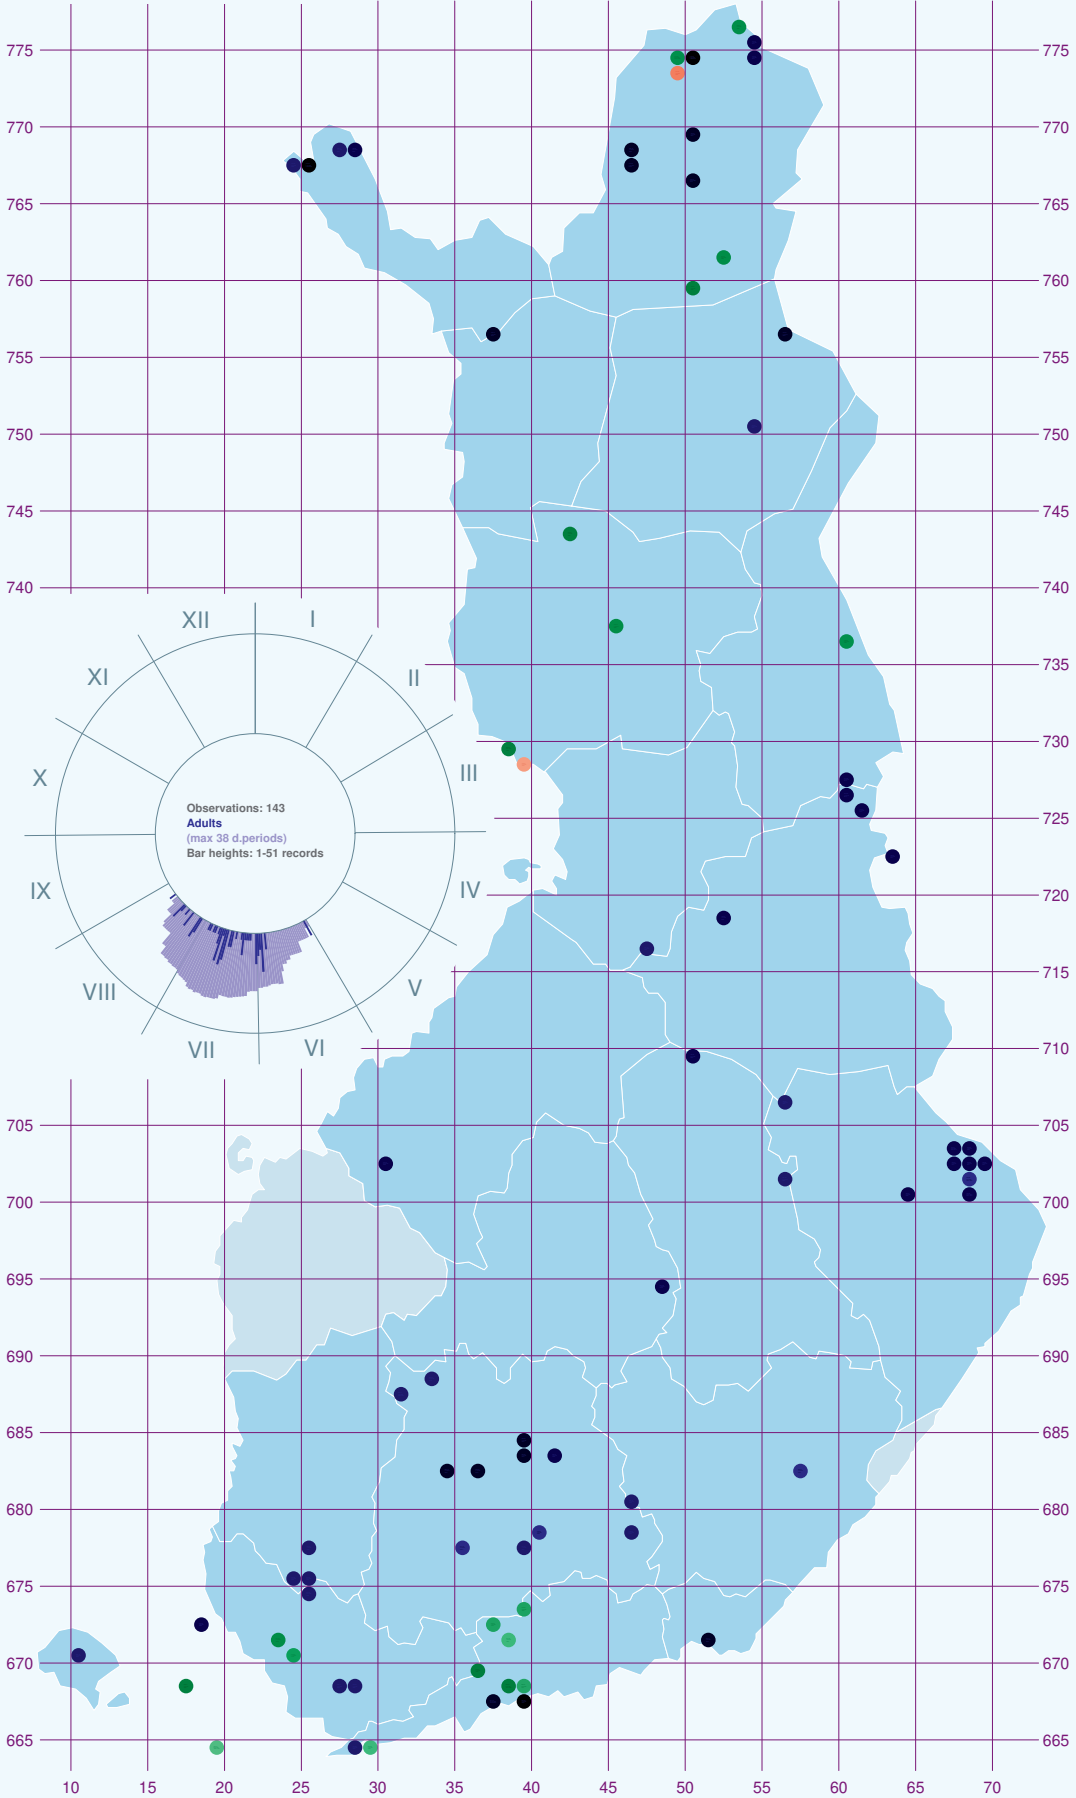 775 775
770 770
765 765
760 760
755 755
750 750
745 745
740 740
XII I
XI II
735 735
730 730
X III
Observations: 143
Adults
(max 38 d.periods)
Bar heights: 1-51 records
725 725
IX IV
720 720
VIII V
715 715
VII VI
710 710
705 705
700 700
695 695
690 690
685 685
680 680
675 675
670 670
665 665
10 15 20 25 30 35 40 45 50 55 60 65 70